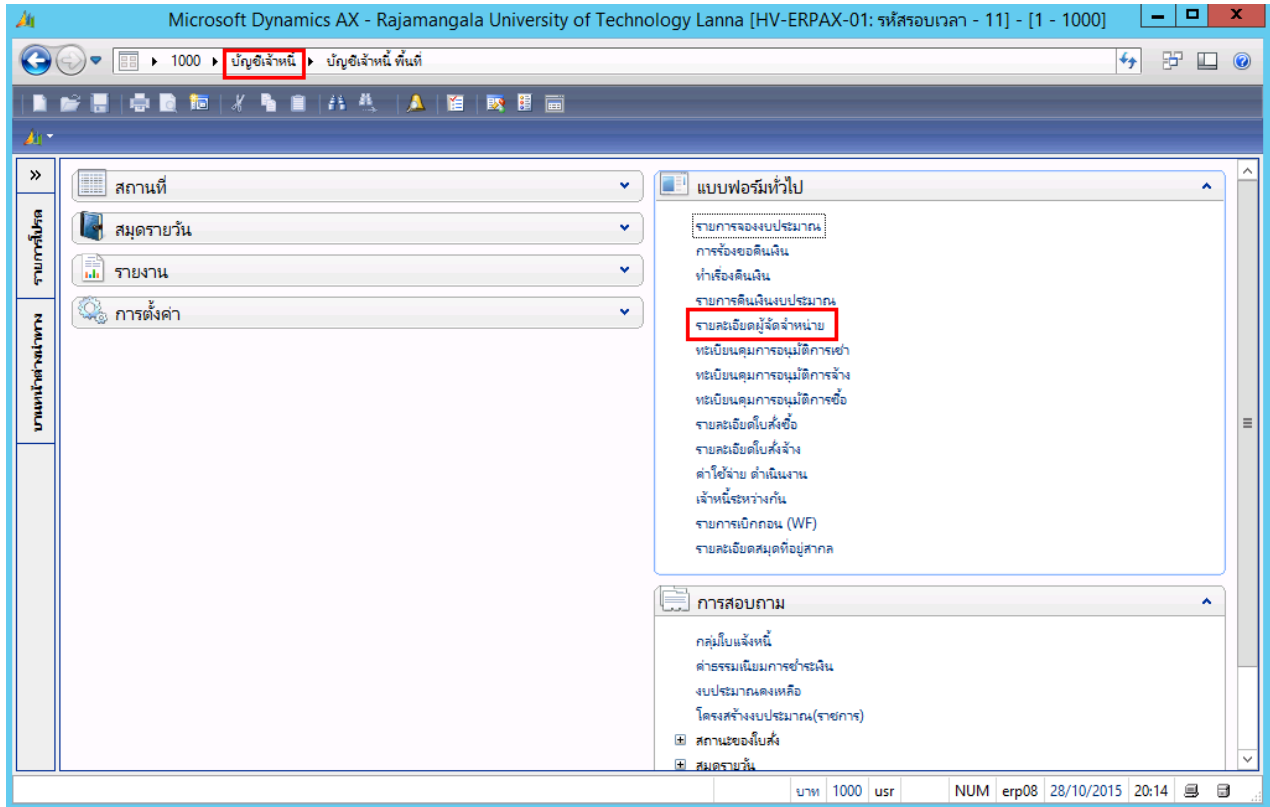 Microsoft Dynamics AX - Rajamangala University of Technology Lanna [HV-ERPAX-01: รหัสรอบเวลา - 11] - [1 - 1000]
1000 บัญชีเจ้าหนี้ บัญชีเจ้าหนี้ พื้นที่
รายการโปรด
บานหน้าต่างนำทาง
สถานที่
สมุดรายวัน
รายงาน
การตั้งค่า
แบบฟอร์มทั่วไป
รายการจองงบประมาณ
การร้องขอคืนเงิน
ทำเรื่องคืนเงิน
รายการคืนเงินงบประมาณ
รายละเอียดผู้จัดจำหน่าย
ทะเบียนคุมการอนุมัติการเช่า
ทะเบียนคุมการอนุมัติการจ้าง
ทะเบียนคุมการอนุมัติการซื้อ
รายละเอียดใบสั่งซื้อ
รายละเอียดใบสั่งจ้าง
ค่าใช้จ่าย ดำเนินงาน
เจ้าหนี้ระหว่างกัน
รายการเบิกถอน (WF)
รายละเอียดสมุดที่อยู่สากล
การสอบถาม
กลุ่มใบแจ้งหนี้
ค่าธรรมเนียมการชำระเงิน
งบประมาณคงเหลือ
โครงสร้างงบประมาณ(ราชการ)
สถานะของใบสั่ง
สมุดรายวัน
บาท 1000 usr NUM erp08 28/10/2015 20:14